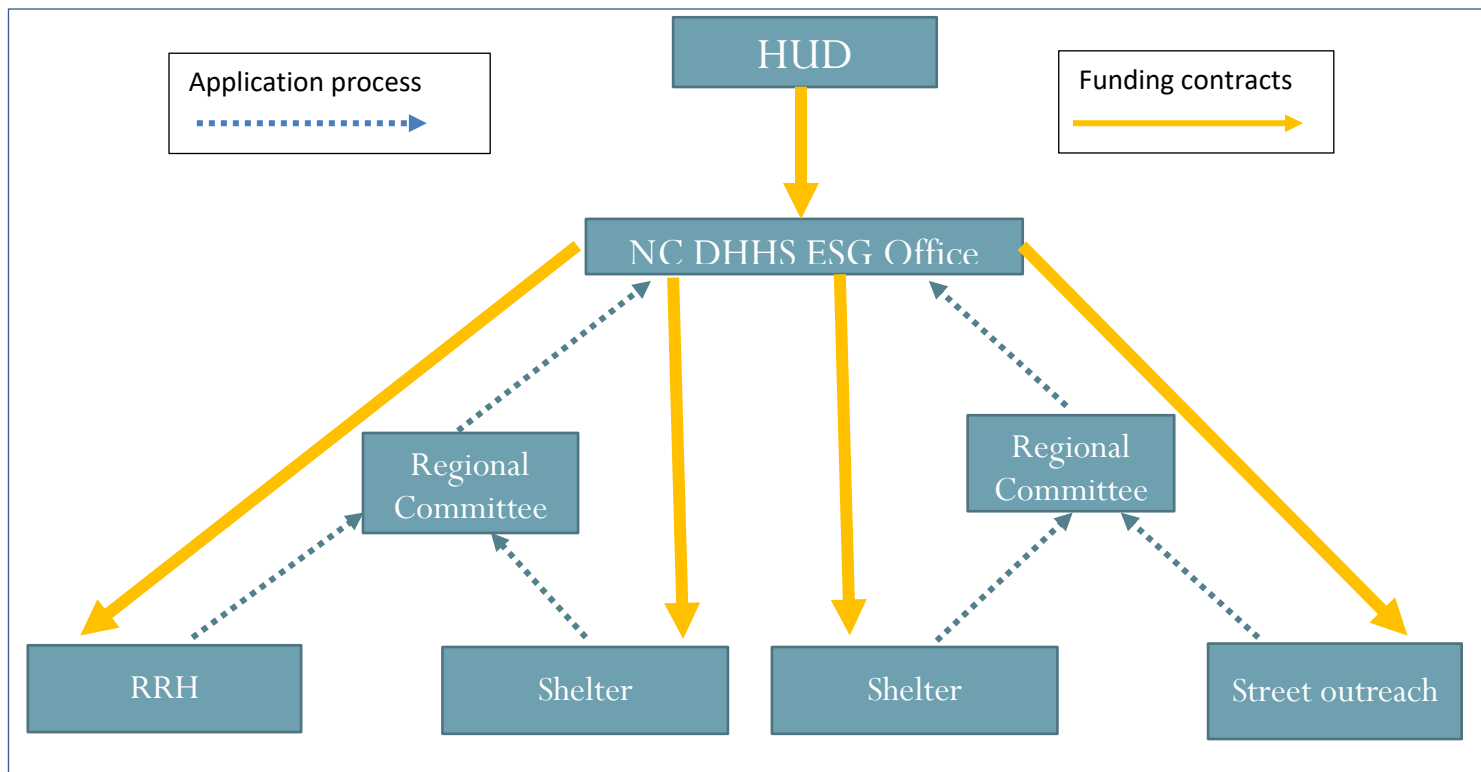 HUD
Application process
Funding contracts
NC DHHS ESG Office
Regional
Committee
Regional
Committee
RRH
Shelter
Shelter
Street outreach